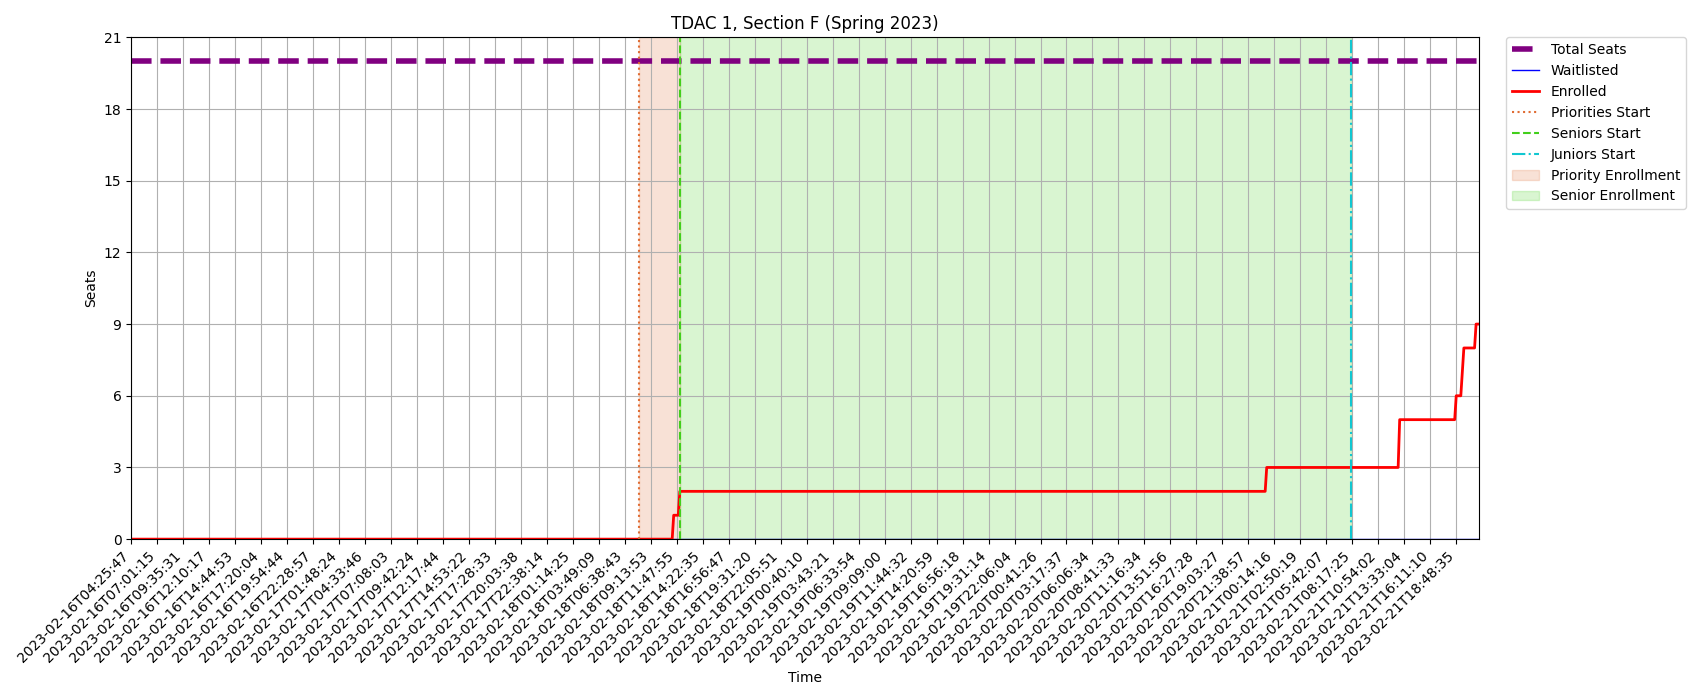 TDAC 1, Section F (Spring 2023)
21
18
15
12
9
6
3
0
Seats
2023-02-16T04:25:47
2023-02-16T07:01:15
2023-02-16T09:35:31
2023-02-16T12:10:17
2023-02-16T14:44:53
2023-02-16T17:20:04
2023-02-16T19:54:44
2023-02-16T22:28:57
2023-02-17T01:48:24
2023-02-17T04:33:46
2023-02-17T07:08:03
2023-02-17T09:42:24
2023-02-17T12:17:44
2023-02-17T14:53:22
2023-02-17T17:28:33
2023-02-17T20:03:38
2023-02-17T22:38:14
2023-02-18T01:14:25
2023-02-18T03:49:09
2023-02-18T06:38:43
2023-02-18T09:13:53
2023-02-18T11:47:55
2023-02-18T14:22:35
2023-02-18T16:56:47
2023-02-18T19:31:20
2023-02-18T22:05:51
2023-02-19T00:40:10
2023-02-19T03:43:21
2023-02-19T06:33:54
2023-02-19T09:09:00
2023-02-19T11:44:32
2023-02-19T14:20:59
2023-02-19T16:56:18
2023-02-19T19:31:14
2023-02-19T22:06:04
2023-02-20T00:41:26
2023-02-20T03:17:37
2023-02-20T06:06:34
2023-02-20T08:41:33
2023-02-20T11:16:34
2023-02-20T13:51:56
2023-02-20T16:27:28
2023-02-20T19:03:27
2023-02-20T21:38:57
2023-02-21T00:14:16
2023-02-21T02:50:19
2023-02-21T05:42:07
2023-02-21T08:17:25
2023-02-21T10:54:02
2023-02-21T13:33:04
2023-02-21T16:11:10
2023-02-21T18:48:35
Time
Total Seats
Waitlisted
Enrolled
Priorities Start
Seniors Start
Juniors Start
Priority Enrollment
Senior Enrollment